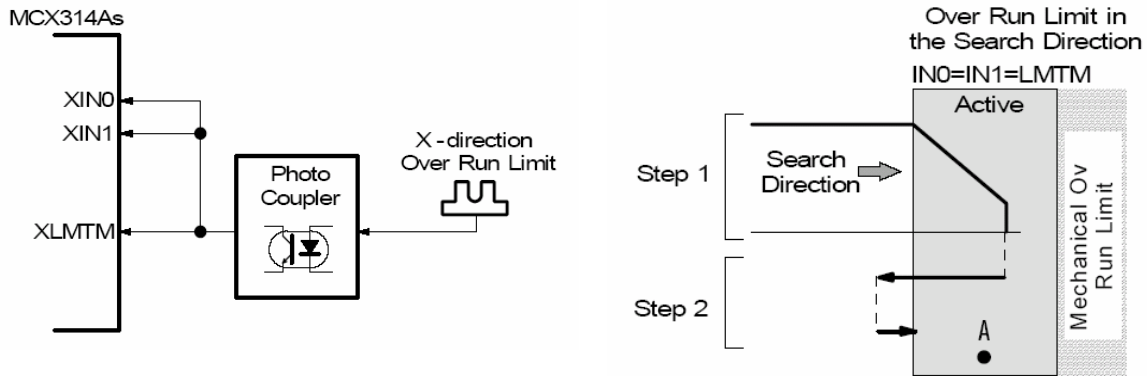 MCX314As
XIN0
XIN1
XLMTM
Photo
Coupler
X -direction
Over Run Limit
Over Run Limit in
the Search Direction
IN0=IN1=LMTM
Active
Step 1
Search
Direction
Step 2
A
Mechanical Ov
Run Limit